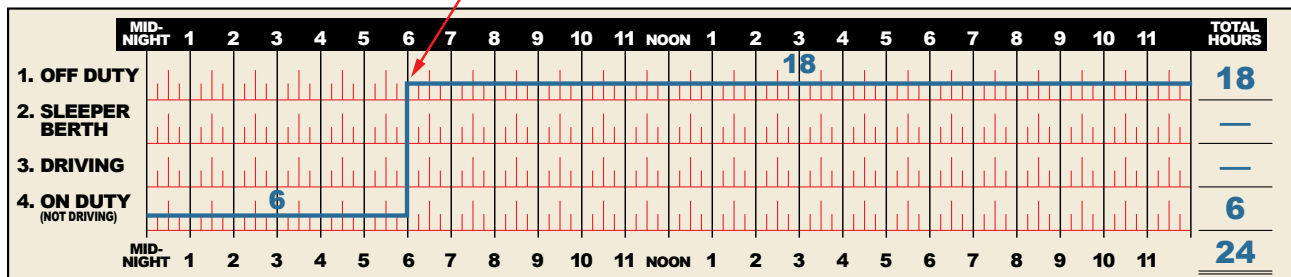 MID-NIGHT 1 2 3 4 5 6 7 8 9 10 11 NOON 1 2 3 4 5 6 7 8 9 10 11 TOTAL HOURS
1. OFF DUTY 18 18
2. SLEEPER BERTH —
3. DRIVING —
4. ON DUTY 6 6
(NOT DRIVING)
MID-NIGHT 1 2 3 4 5 6 7 8 9 10 11 NOON 1 2 3 4 5 6 7 8 9 10 11 24